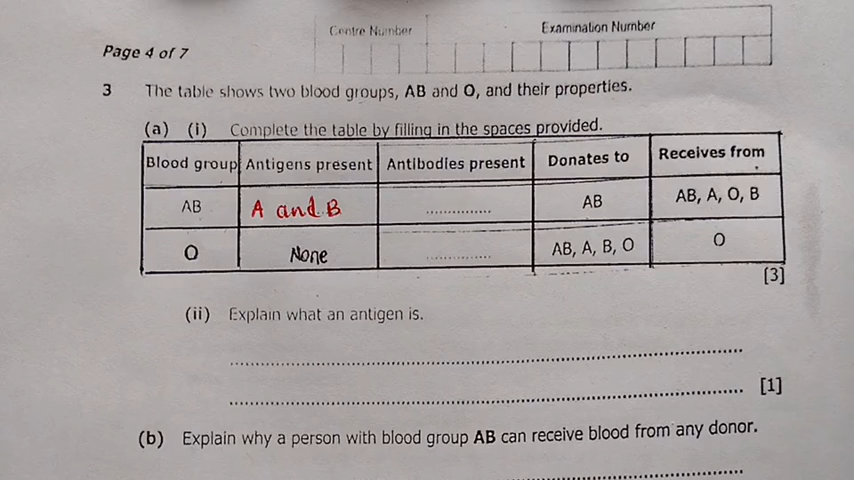 Centre Number Examination Number
Page 4 of 7
3 The table shows two blood groups, AB and O, and their properties.
(a) (i) Complete the table by filling in the spaces provided.
Blood group Antigens present Antibodies present Donates to Receives from
AB A and B ............... AB AB, A, O, B
O None ............... AB, A, B, O O
[3]
(ii) Explain what an antigen is.
[1]
(b) Explain why a person with blood group AB can receive blood from any donor.